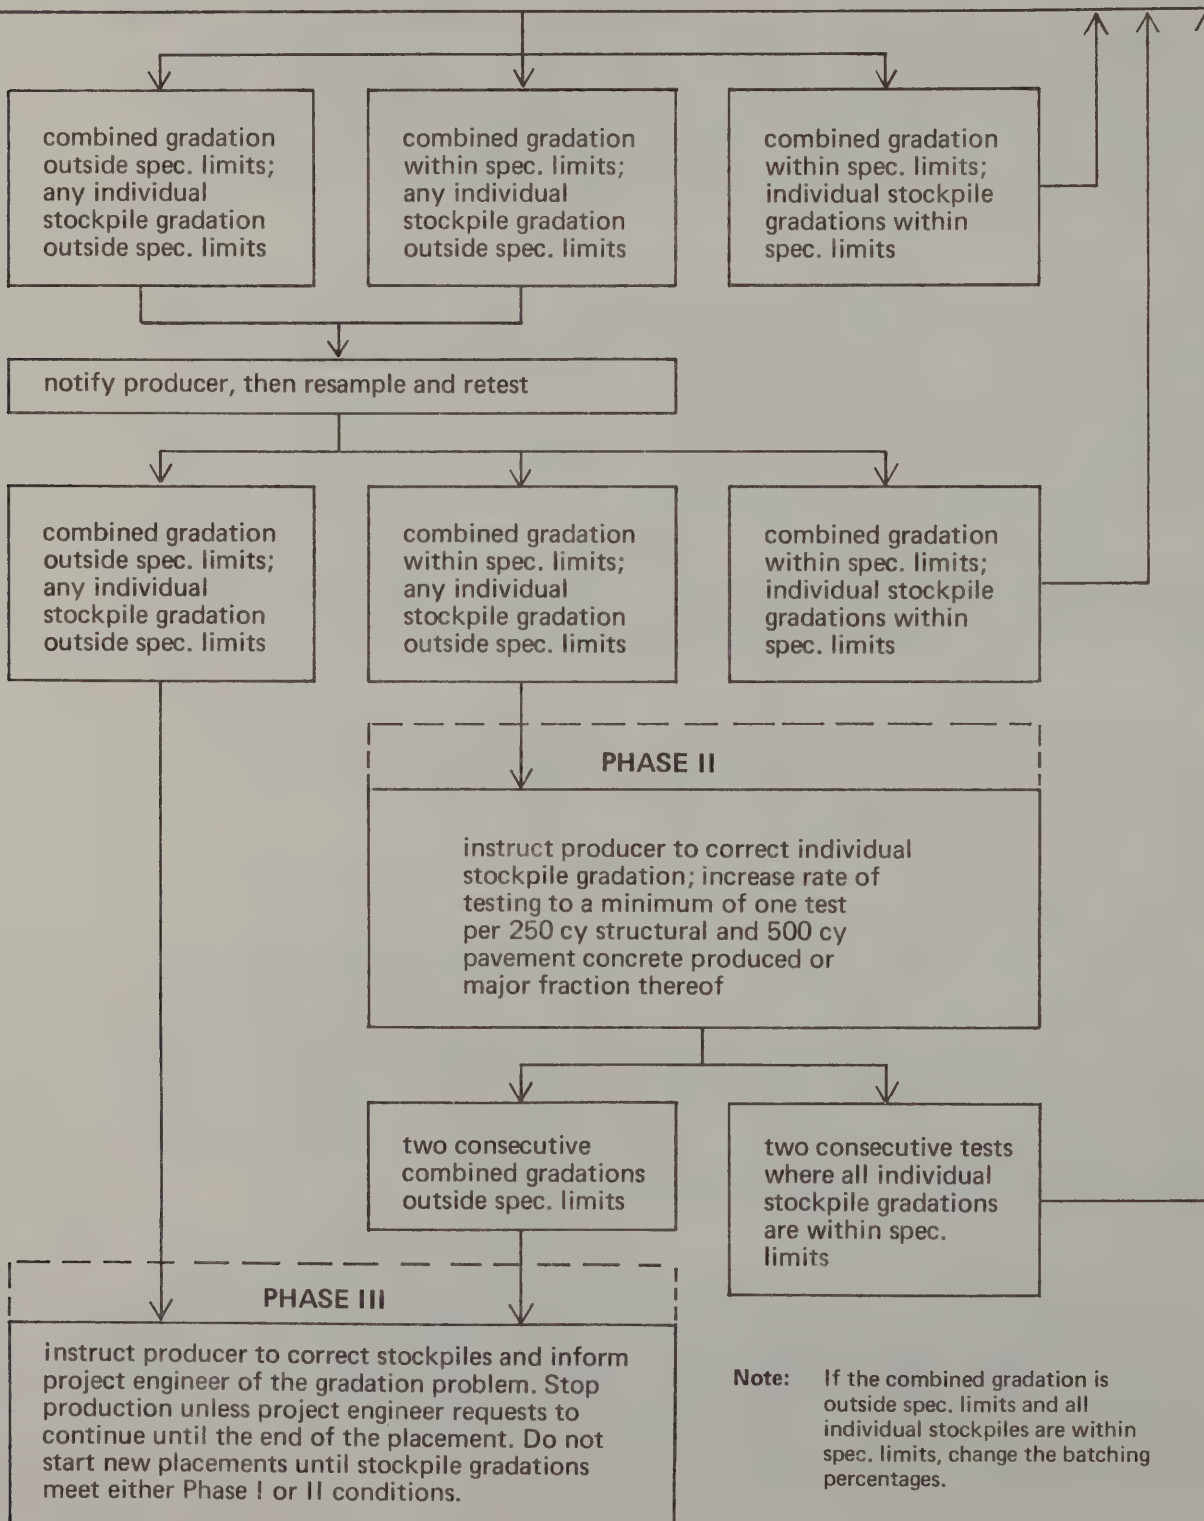 combined gradation
outside spec. limits;
any individual
stockpile gradation
outside spec. limits
combined gradation
within spec. limits;
any individual
stockpile gradation
outside spec. limits
combined gradation
within spec. limits;
individual stockpile
gradations within
spec. limits
notify producer, then resample and retest
combined gradation
outside spec. limits;
any individual
stockpile gradation
outside spec. limits
combined gradation
within spec. limits;
any individual
stockpile gradation
outside spec. limits
combined gradation
within spec. limits;
individual stockpile
gradations within
spec. limits
PHASE II
instruct producer to correct individual
stockpile gradation; increase rate of
testing to a minimum of one test
per 250 cy structural and 500 cy
pavement concrete produced or
major fraction thereof
two consecutive
combined gradations
outside spec. limits
two consecutive tests
where all individual
stockpile gradations
are within spec.
limits
PHASE III
instruct producer to correct stockpiles and inform
project engineer of the gradation problem. Stop
production unless project engineer requests to
continue until the end of the placement. Do not
start new placements until stockpile gradations
meet either Phase I or II conditions.
Note: If the combined gradation is
outside spec. limits and all
individual stockpiles are within
spec. limits, change the batching
percentages.